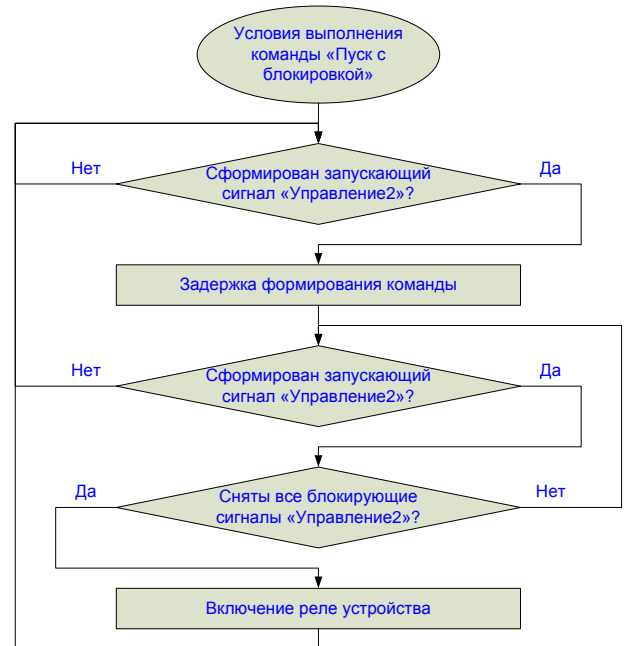 Условия выполнения
команды «Пуск с
блокировкой»
Нет
Сформирован запускающий
сигнал «Управление2»?
Да
Задержка формирования команды
Нет
Сформирован запускающий
сигнал «Управление2»?
Да
Да
Сняты все блокирующие
сигналы «Управление2»?
Нет
Включение реле устройства